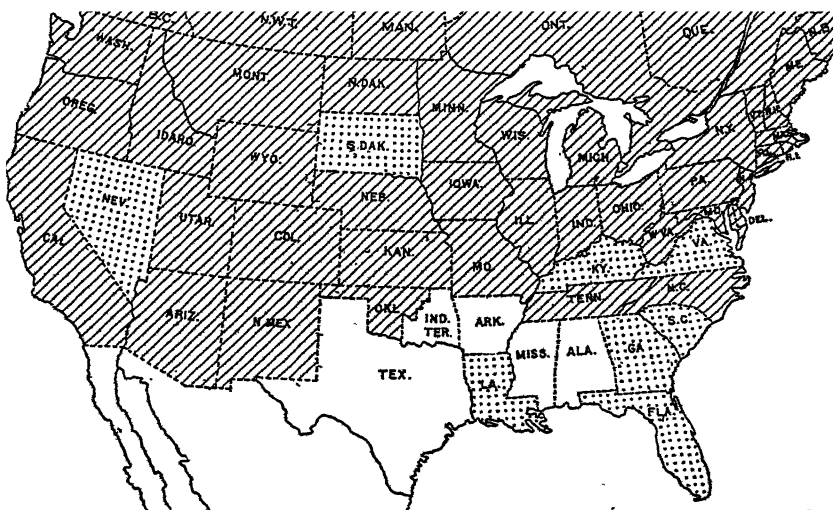 B.C.
N.W.T.
MAN.
ONT.
QUE.
N.B.
WASH.
MONT.
N.DAK.
MINN.
ME.
OREG.
IDAHO.
WYO.
S.DAK.
WIS.
MICH
N.Y.
VT.
N.H.
MASS.
R.I.
NEV.
UTAH.
COL.
NEB.
IOWA.
ILL.
IND.
OHIO.
PA.
N.J.
CAL.
KAN.
MO.
KY.
W.VA.
MD.
DEL.
VA.
ARIZ.
N.MEX.
OKL.
IND.
TER.
ARK.
TENN.
N.C.
S.C.
TEX.
LA.
MISS.
ALA.
GA.
FLA.